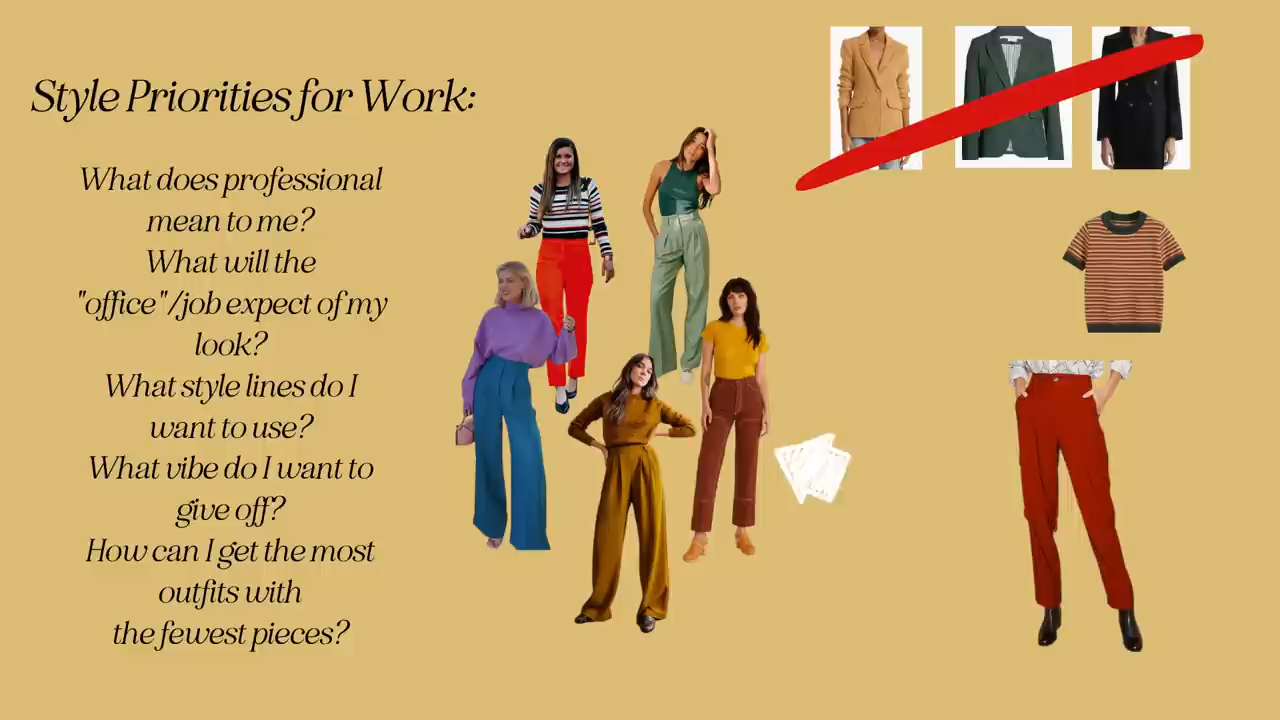 Style Priorities for Work:
What does professional
mean to me?
What will the
"office"/job expect of my
look?
What style lines do I
want to use?
What vibe do I want to
give off?
How can I get the most
outfits with
the fewest pieces?